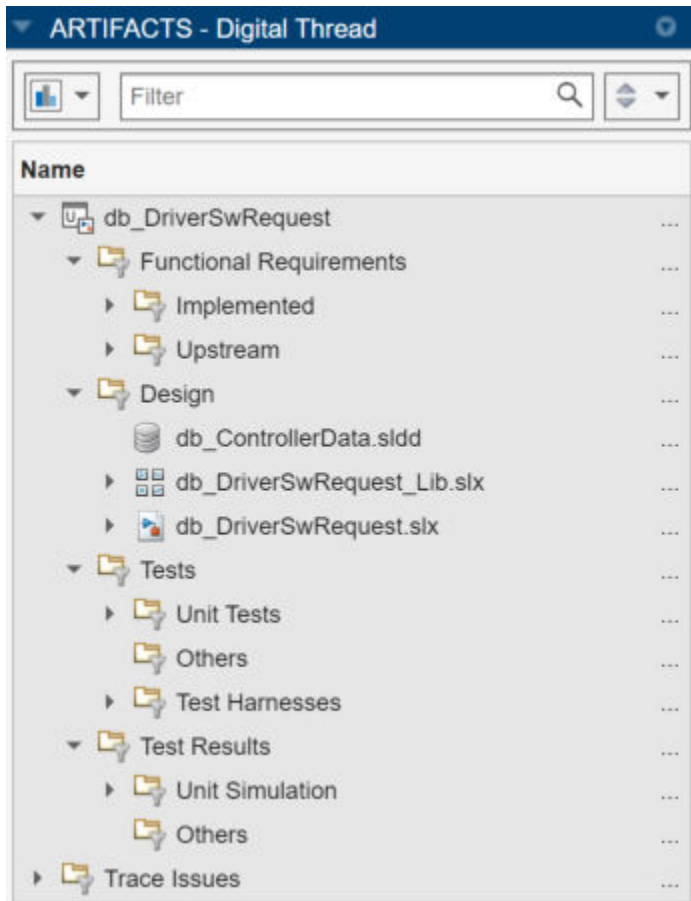 ARTIFACTS - Digital Thread
Filter
Name
db_DriverSwRequest ...
Functional Requirements ...
Implemented ...
Upstream ...
Design ...
db_ControllerData.sldd ...
db_DriverSwRequest_Lib.slx ...
db_DriverSwRequest.slx ...
Tests ...
Unit Tests ...
Others ...
Test Harnesses ...
Test Results ...
Unit Simulation ...
Others ...
Trace Issues ...